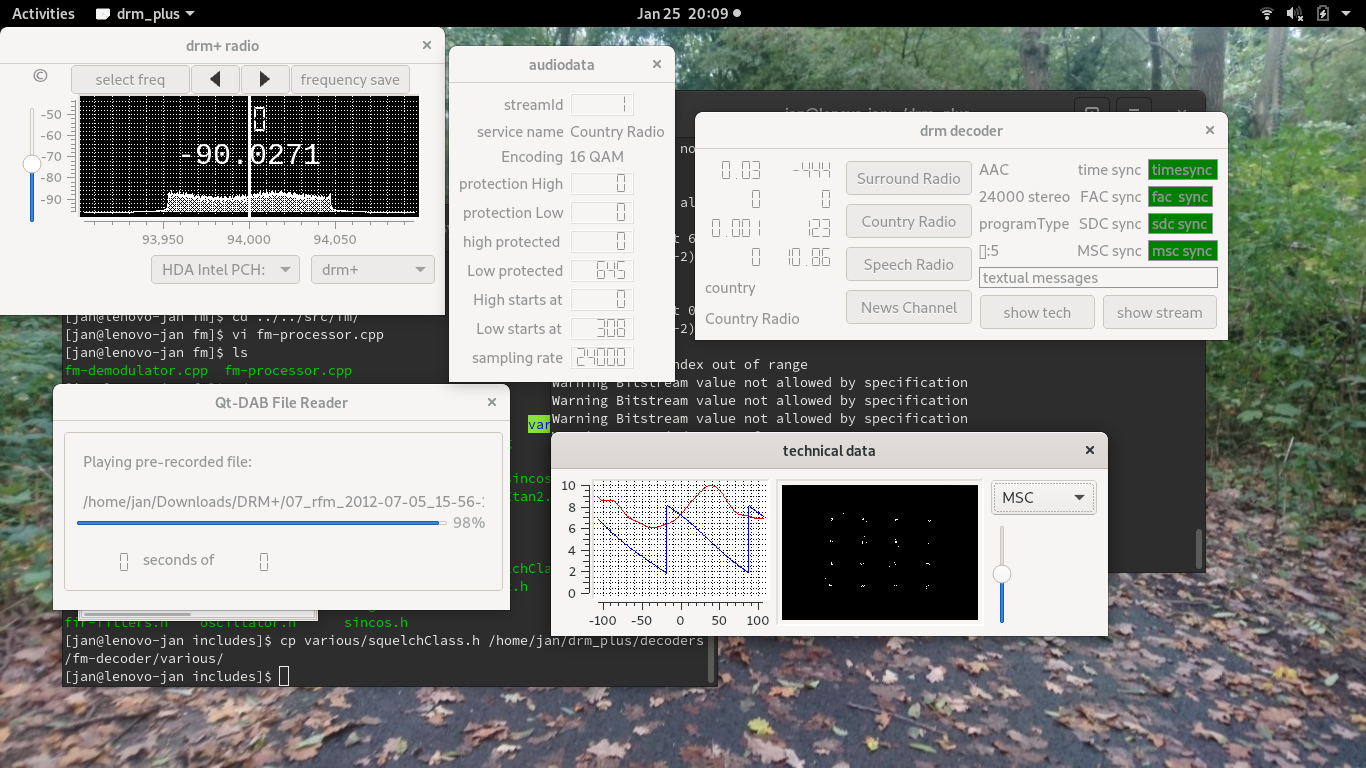 Activities drm_plus Jan 25 20:09
drm+ radio
©
select freq frequency save
-50
-60
-70
-80
-90
0
-90.0271
93,950 94,000 94,050
HDA Intel PCH: drm+
audiodata
streamId 1
service name Country Radio
Encoding 16 QAM
protection High 0
protection Low 0
high protected 0
Low protected 645
High starts at 0
Low starts at 308
sampling rate 24000
drm decoder
0.03 -444
0 0
0.001 123
0 10.86
country
Country Radio
Surround Radio
Country Radio
Speech Radio
News Channel
AAC time sync timesync
24000 stereo FAC sync fac sync
programType SDC sync sdc sync
[]:5 MSC sync msc sync
textual messages
show tech show stream
[jan@lenovo-jan fm]$ cd ../../src/fm/
[jan@lenovo-jan fm]$ vi fm-processor.cpp
[jan@lenovo-jan fm]$ ls
fm-demodulator.cpp fm-processor.cpp
ndex out of range
Warning Bitstream value not allowed by specification
Warning Bitstream value not allowed by specification
Warning Bitstream value not allowed by specification
Qt-DAB File Reader
Playing pre-recorded file:
/home/jan/Downloads/DRM+/07_rfm_2012-07-05_15-56-
98%
0 seconds of 0
technical data
10
8
6
4
2
0
-100 -50 0 50 100
MSC
fir-filters.h oscillator.h sincos.h
[jan@lenovo-jan includes]$ cp various/squelchClass.h /home/jan/drm_plus/decoders
/fm-decoder/various/
[jan@lenovo-jan includes]$